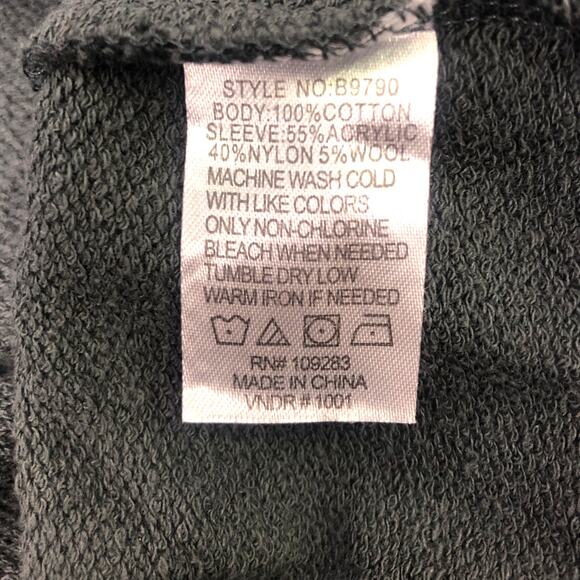 STYLE NO:B9790
BODY:100%COTTON
SLEEVE:55%ACRYLIC
40%NYLON 5%WOOL
MACHINE WASH COLD
WITH LIKE COLORS
ONLY NON-CHLORINE
BLEACH WHEN NEEDED
TUMBLE DRY LOW
WARM IRON IF NEEDED
RN# 109283
MADE IN CHINA
VNDR # 1001